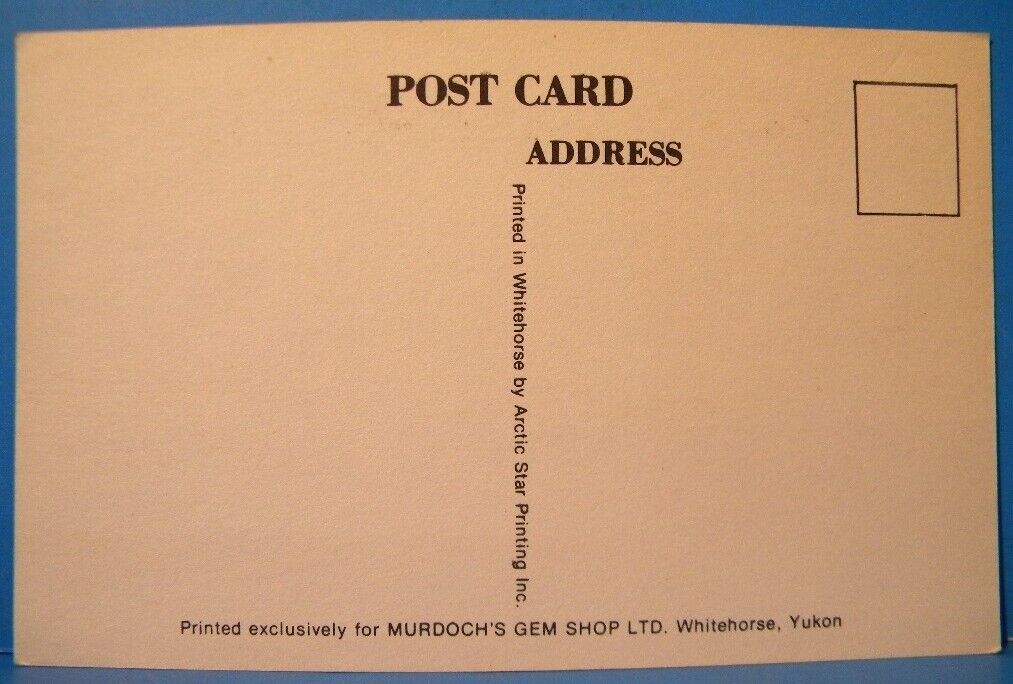 POST CARD
ADDRESS
Printed in Whitehorse by Arctic Star Printing Inc.
Printed exclusively for MURDOCH'S GEM SHOP LTD. Whitehorse, Yukon